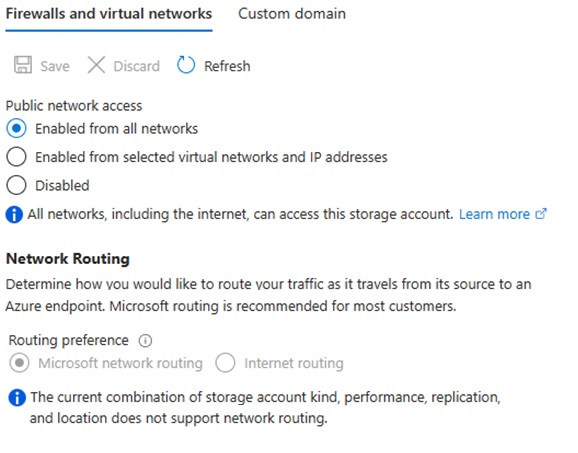 Firewalls and virtual networks Custom domain
Save Discard Refresh
Public network access
Enabled from all networks
Enabled from selected virtual networks and IP addresses
Disabled
All networks, including the internet, can access this storage account. Learn more
Network Routing
Determine how you would like to route your traffic as it travels from its source to an
Azure endpoint. Microsoft routing is recommended for most customers.
Routing preference
Microsoft network routing Internet routing
The current combination of storage account kind, performance, replication,
and location does not support network routing.